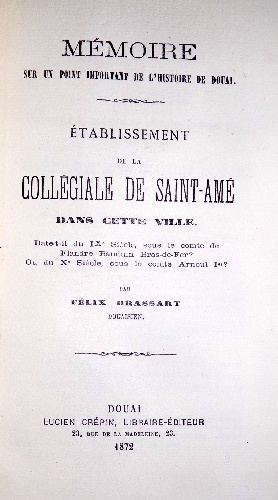 MÉMOIRE
SUR UN POINT IMPORTANT DE L'HISTOIRE DE DOUAI.
ÉTABLISSEMENT
DE LA
COLLÉGIALE DE SAINT-AMÉ
DANS CETTE VILLE.
Date-t-il du IXe Siècle, sous le comte de
Flandre Bauduin Bras-de-Fer?
Ou du Xe Siècle, sous le comte Arnoul Ier?
PAR
FÉLIX BRASSART
DOUAISIEN.
DOUAI
LUCIEN CRÉPIN, LIBRAIRE-ÉDITEUR
23, RUE DE LA MADELEINE, 23.
1872